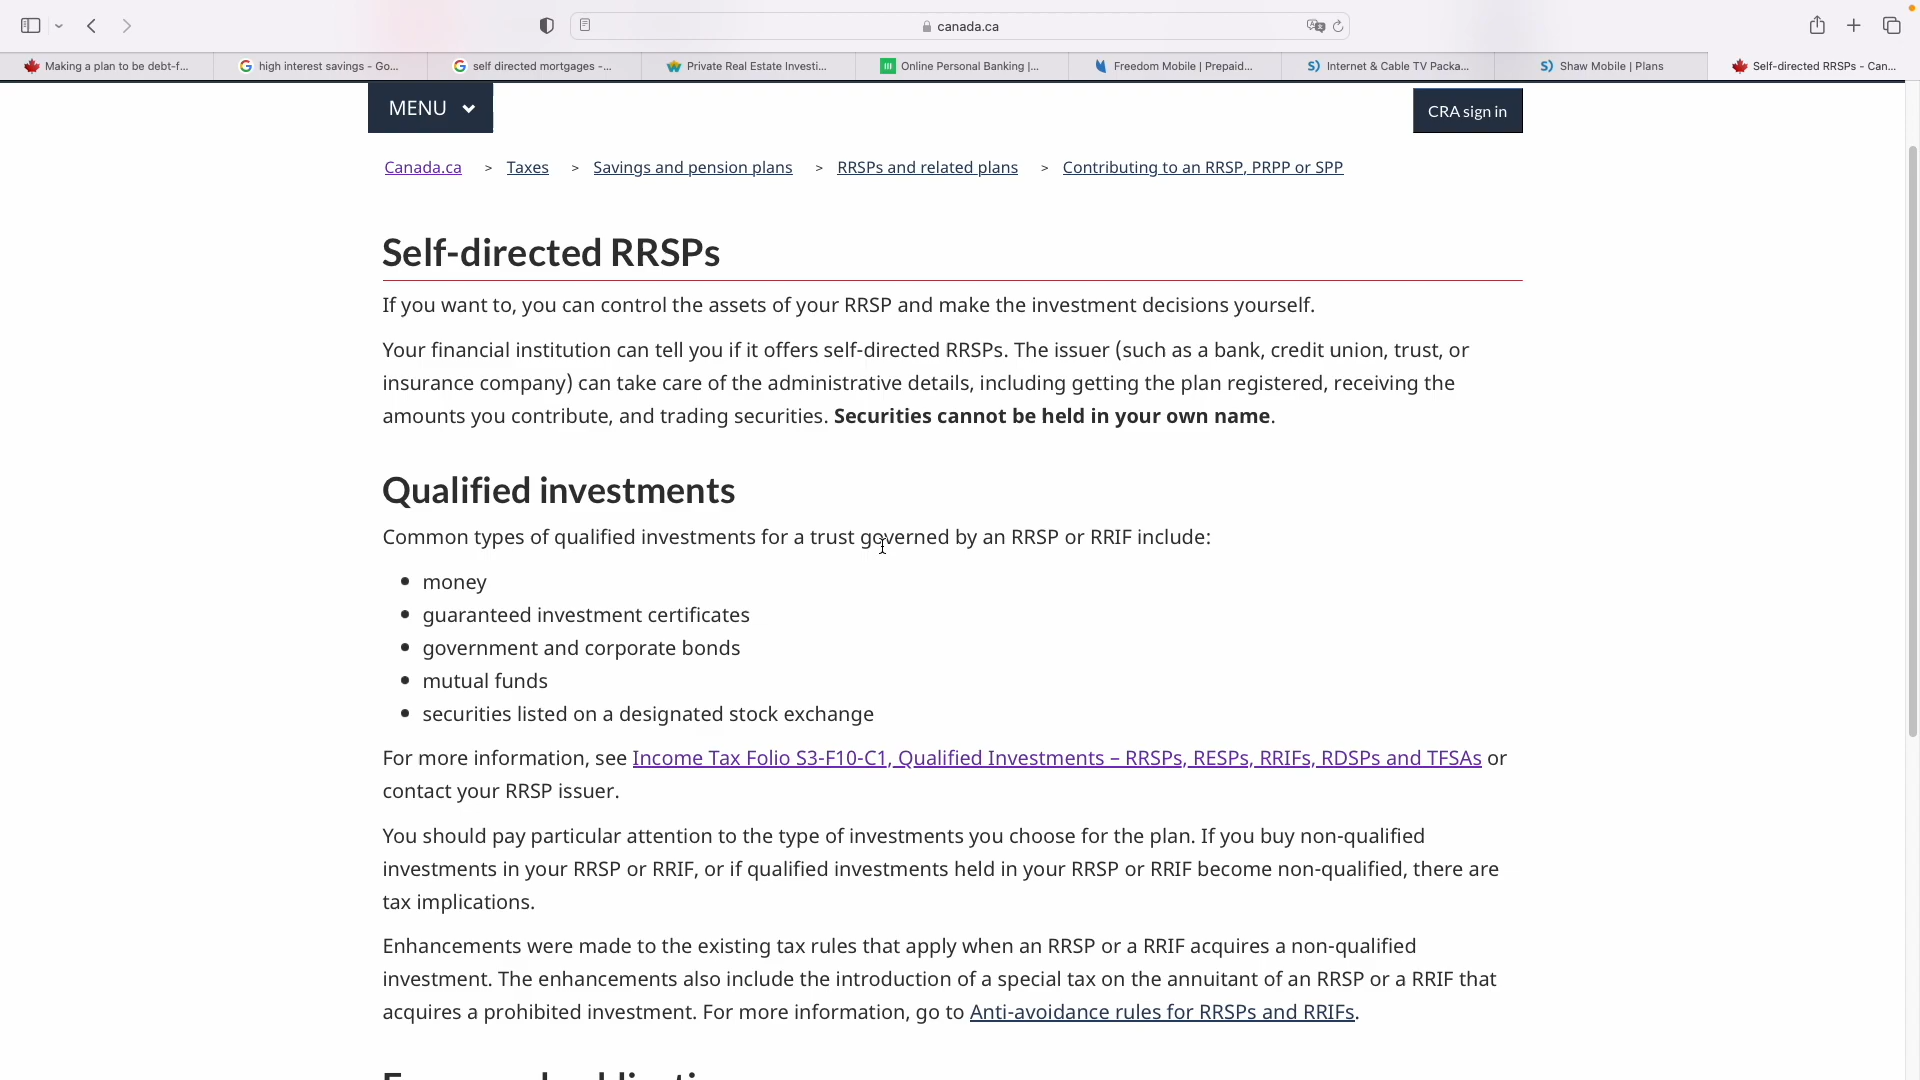 canada.ca
Making a plan to be debt-f...
high interest savings - Go...
self directed mortgages -...
Private Real Estate Investi...
Online Personal Banking |...
Freedom Mobile | Prepaid...
Internet & Cable TV Packa...
Shaw Mobile | Plans
Self-directed RRSPs - Can...
MENU
CRA sign in
Canada.ca > Taxes > Savings and pension plans > RRSPs and related plans > Contributing to an RRSP, PRPP or SPP
Self-directed RRSPs
If you want to, you can control the assets of your RRSP and make the investment decisions yourself.
Your financial institution can tell you if it offers self-directed RRSPs. The issuer (such as a bank, credit union, trust, or
insurance company) can take care of the administrative details, including getting the plan registered, receiving the
amounts you contribute, and trading securities. Securities cannot be held in your own name.
Qualified investments
Common types of qualified investments for a trust governed by an RRSP or RRIF include:
• money
• guaranteed investment certificates
• government and corporate bonds
• mutual funds
• securities listed on a designated stock exchange
For more information, see Income Tax Folio S3-F10-C1, Qualified Investments – RRSPs, RESPs, RRIFs, RDSPs and TFSAs or
contact your RRSP issuer.
You should pay particular attention to the type of investments you choose for the plan. If you buy non-qualified
investments in your RRSP or RRIF, or if qualified investments held in your RRSP or RRIF become non-qualified, there are
tax implications.
Enhancements were made to the existing tax rules that apply when an RRSP or a RRIF acquires a non-qualified
investment. The enhancements also include the introduction of a special tax on the annuitant of an RRSP or a RRIF that
acquires a prohibited investment. For more information, go to Anti-avoidance rules for RRSPs and RRIFs.